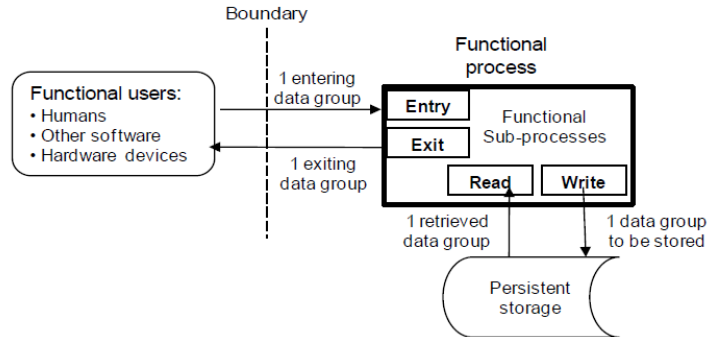 Boundary
Functional
process
Functional users:
• Humans
• Other software
• Hardware devices
1 entering
data group
Entry
Exit
Functional
Sub-processes
1 exiting
data group
Read
Write
1 retrieved
data group
1 data group
to be stored
Persistent
storage